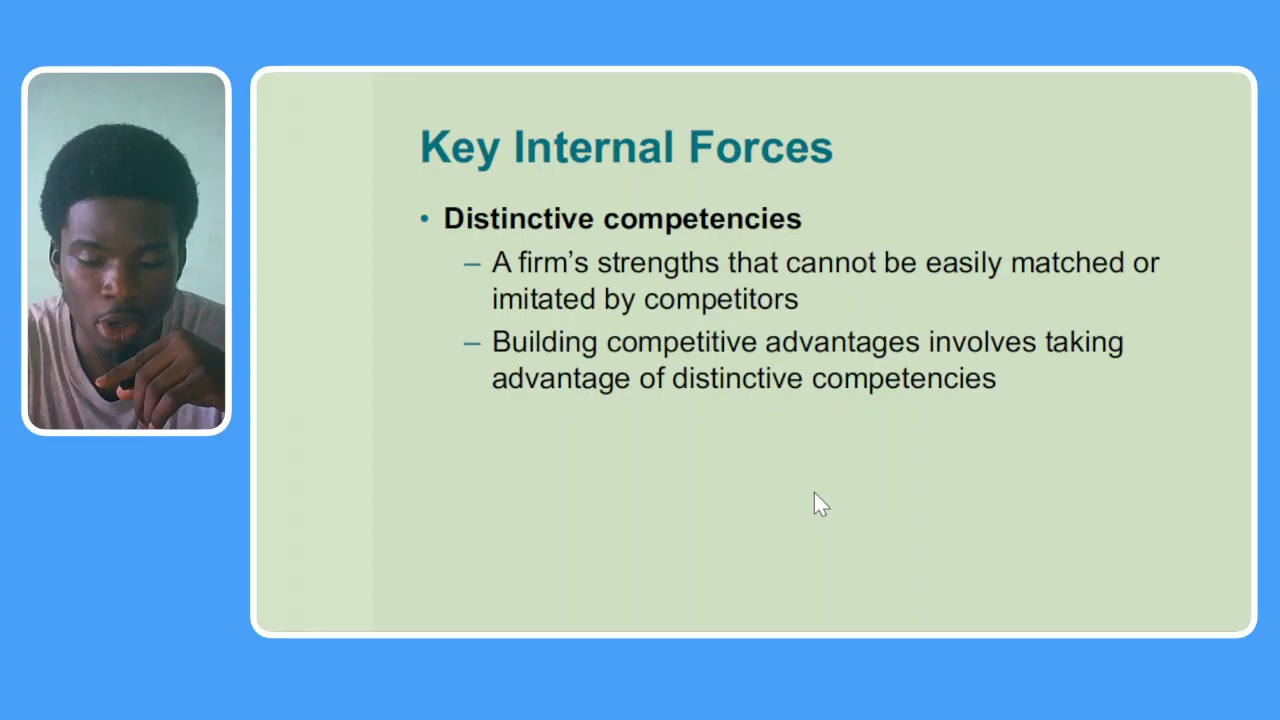 Key Internal Forces
• Distinctive competencies
– A firm’s strengths that cannot be easily matched or
imitated by competitors
– Building competitive advantages involves taking
advantage of distinctive competencies